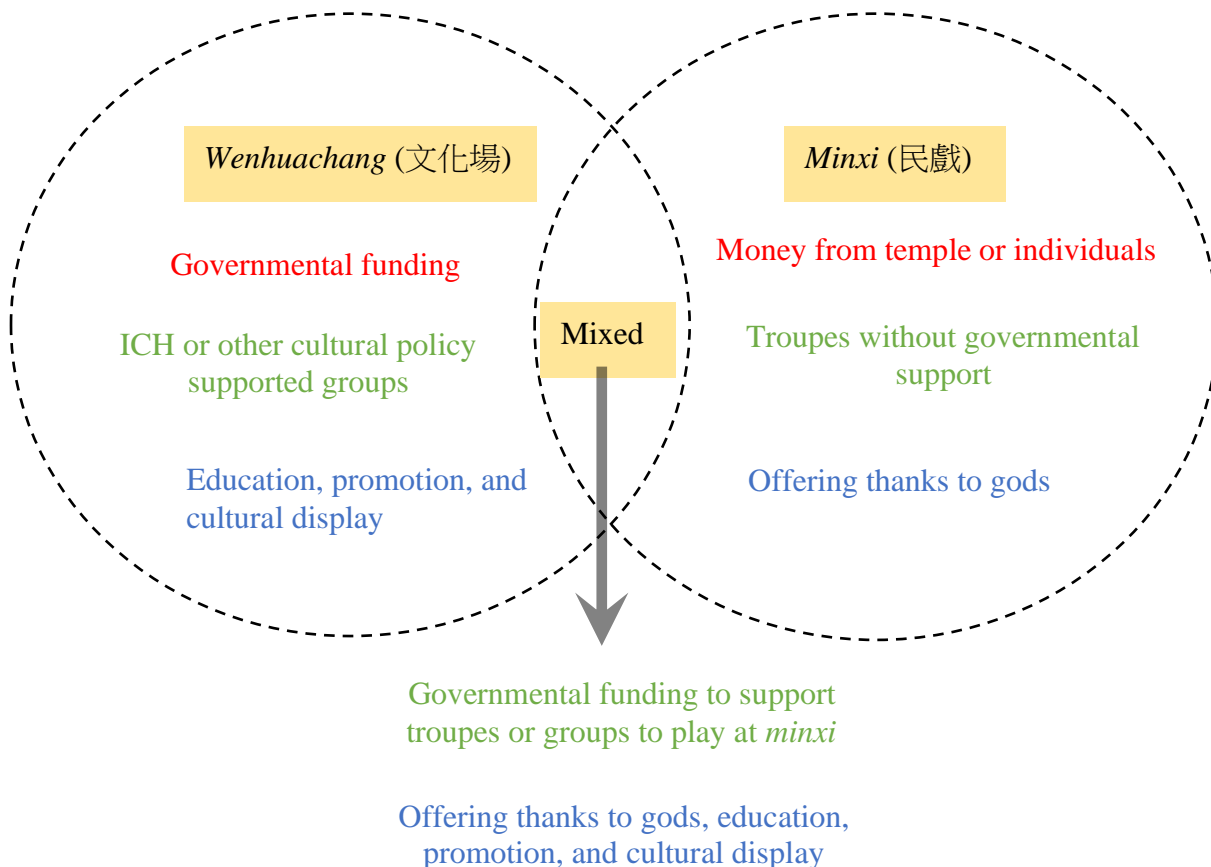 Wenhuachang (文化場)
Governmental funding
ICH or other cultural policy
supported groups
Education, promotion, and
cultural display
Mixed
Minxi (民戲)
Money from temple or individuals
Troupes without governmental
support
Offering thanks to gods
Governmental funding to support
troupes or groups to play at minxi
Offering thanks to gods, education,
promotion, and cultural display